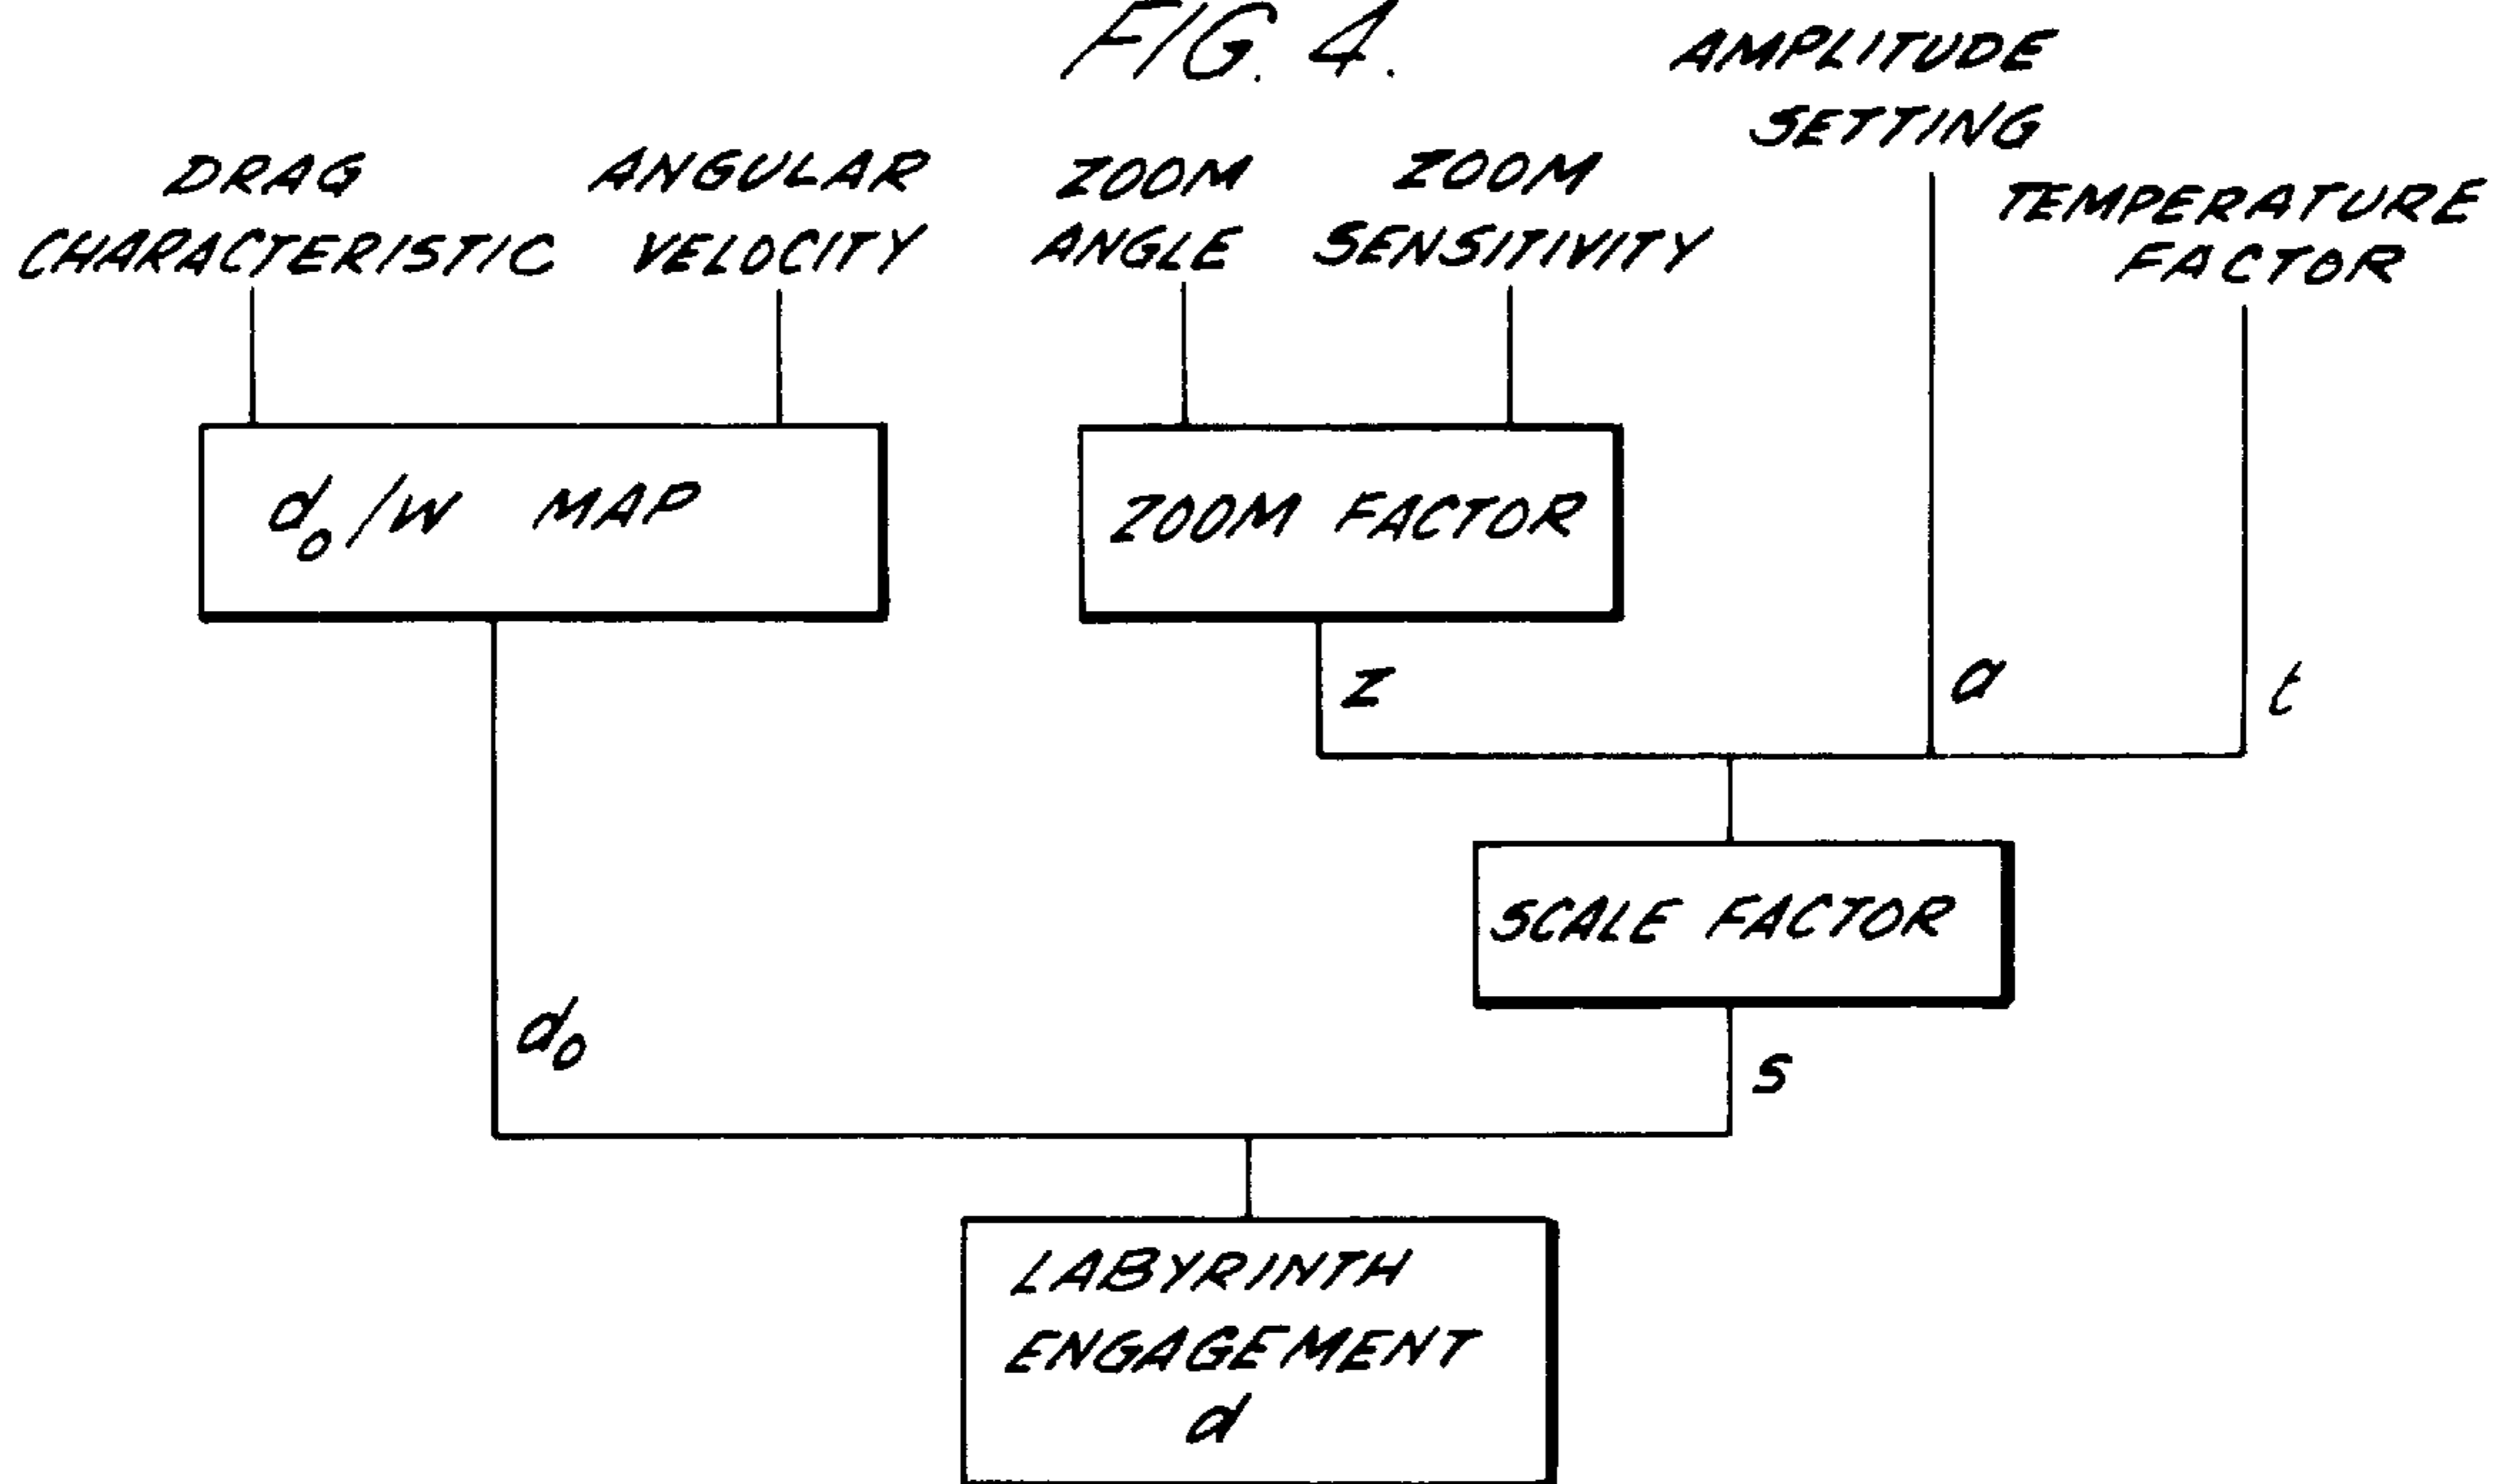 FIG. 4.
AMPLITUDE
SETTING
DRAG
CHARACTERISTIC
ANGULAR
VELOCITY
ZOOM
ANGLE
ZOOM
SENSITIVITY
TEMPERATURE
FACTOR
d₀/W MAP
ZOOM FACTOR
z
a
t
SCALE FACTOR
d₀
s
LABYRINTH
ENGAGEMENT
d